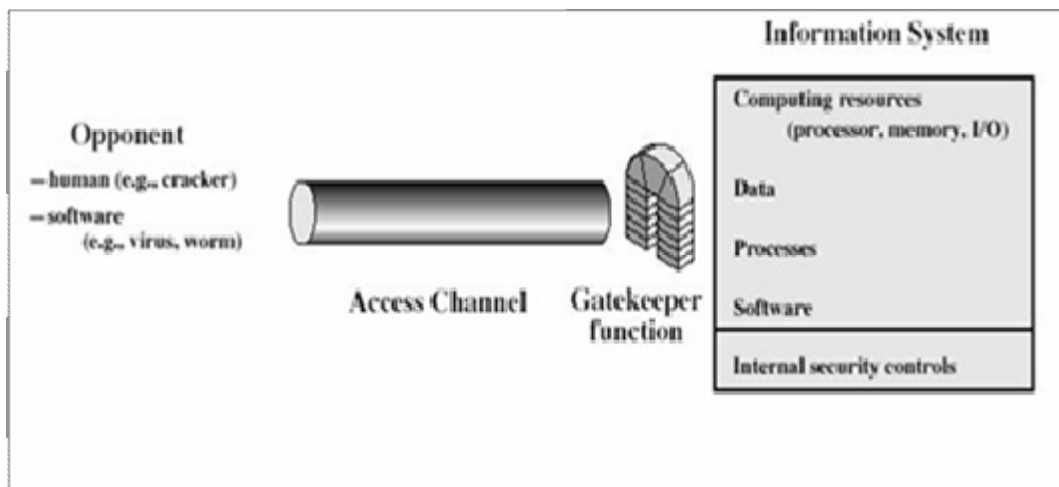 Information System
Computing resources
(processor, memory, I/O)
Data
Processes
Software
Internal security controls
Opponent
—human (e.g., cracker)
—software
(e.g., virus, worm)
Access Channel
Gatekeeper
function